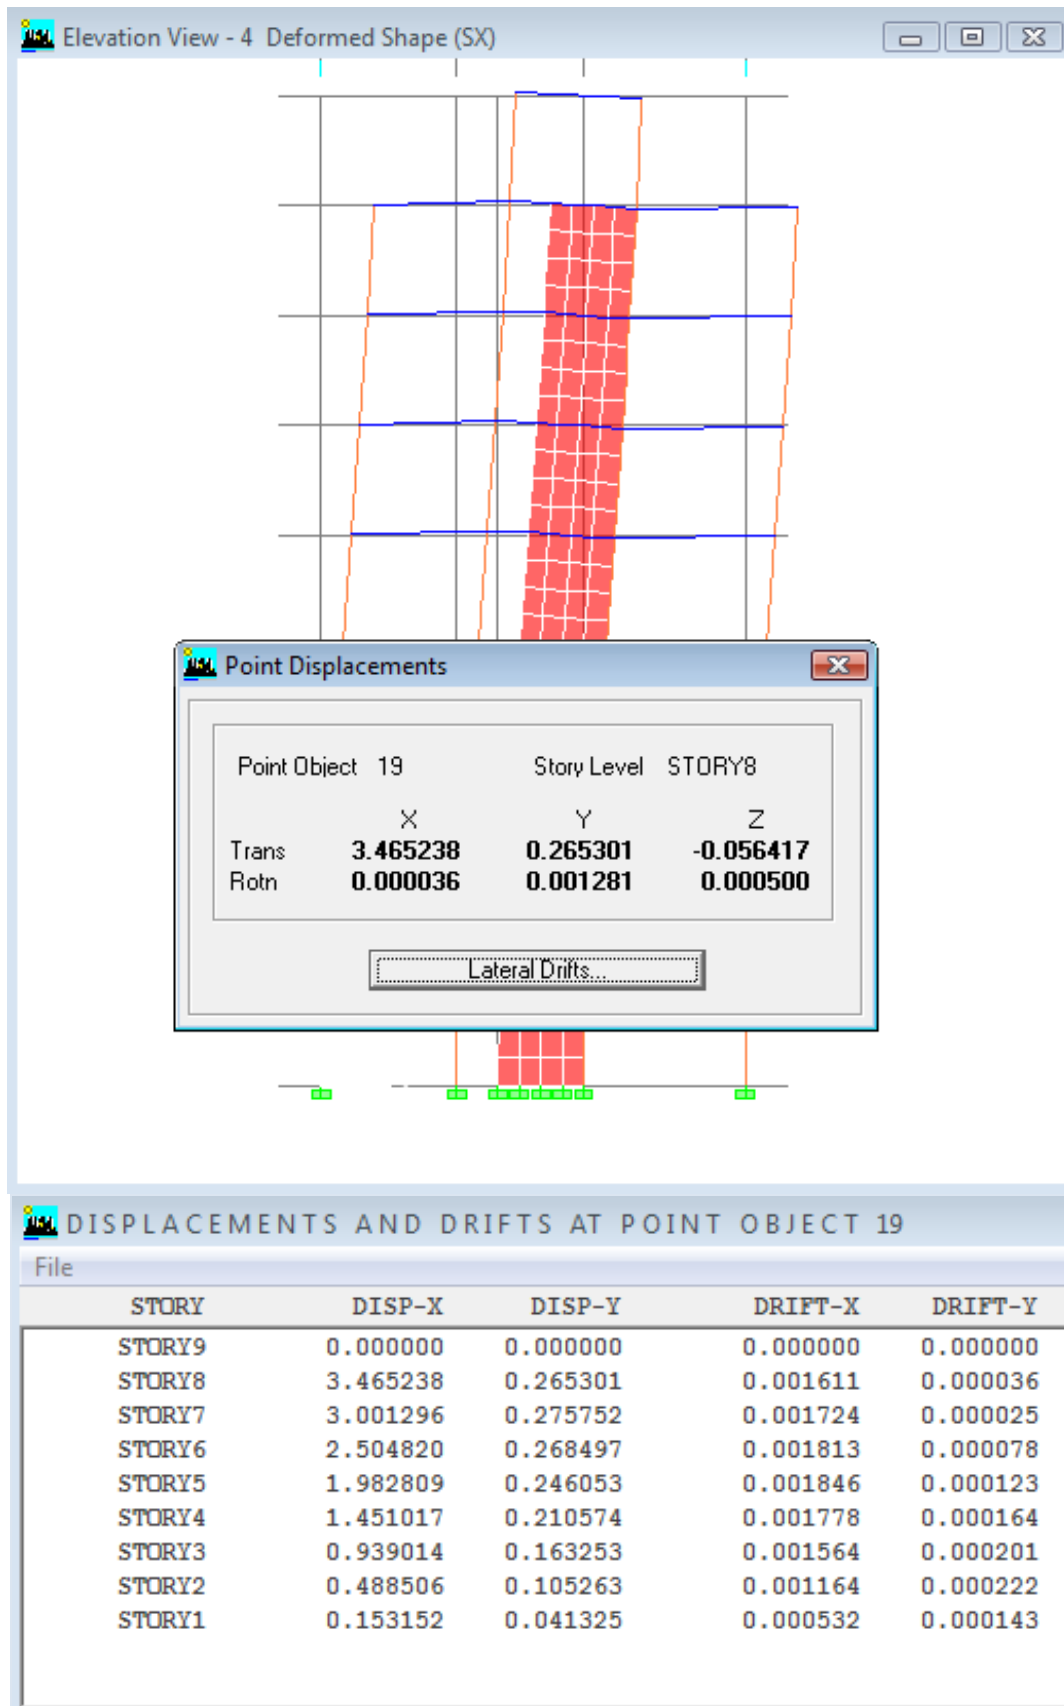 Elevation View - 4 Deformed Shape (SX)
Point Displacements
Point Object 19 Story Level STORY8
X Y Z
Trans 3.465238 0.265301 -0.056417
Rotn 0.000036 0.001281 0.000500
Lateral Drifts...
DISPLACEMENTS AND DRIFTS AT POINT OBJECT 19
File
STORY DISP-X DISP-Y DRIFT-X DRIFT-Y
STORY9 0.000000 0.000000 0.000000 0.000000
STORY8 3.465238 0.265301 0.001611 0.000036
STORY7 3.001296 0.275752 0.001724 0.000025
STORY6 2.504820 0.268497 0.001813 0.000078
STORY5 1.982809 0.246053 0.001846 0.000123
STORY4 1.451017 0.210574 0.001778 0.000164
STORY3 0.939014 0.163253 0.001564 0.000201
STORY2 0.488506 0.105263 0.001164 0.000222
STORY1 0.153152 0.041325 0.000532 0.000143